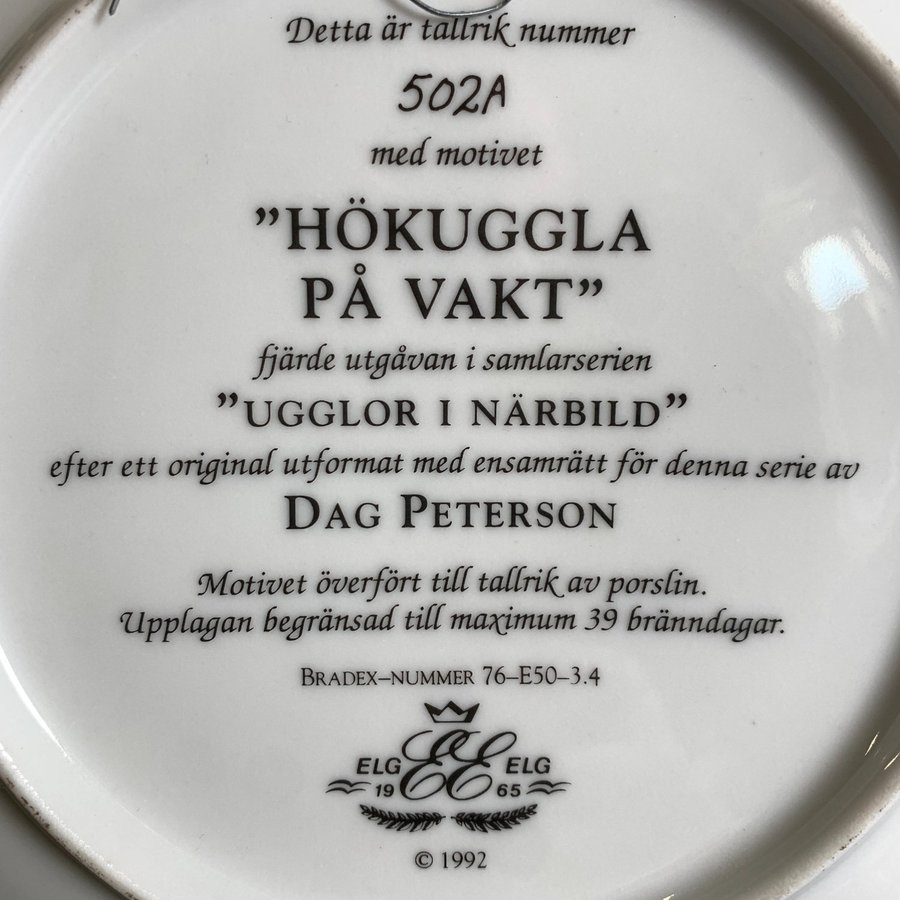 Detta är tallrik nummer
502A
med motivet
”HÖKUGGLA
PÅ VAKT”
fjärde utgåvan i samlarserien
”UGGLOR I NÄRBILD”
efter ett original utformat med ensamrätt för denna serie av
DAG PETERSON
Motivet överfört till tallrik av porslin.
Upplagan begränsad till maximum 39 bränndagar.
BRADEX–NUMMER 76–E50–3.4
ELG EE ELG
19 65
© 1992